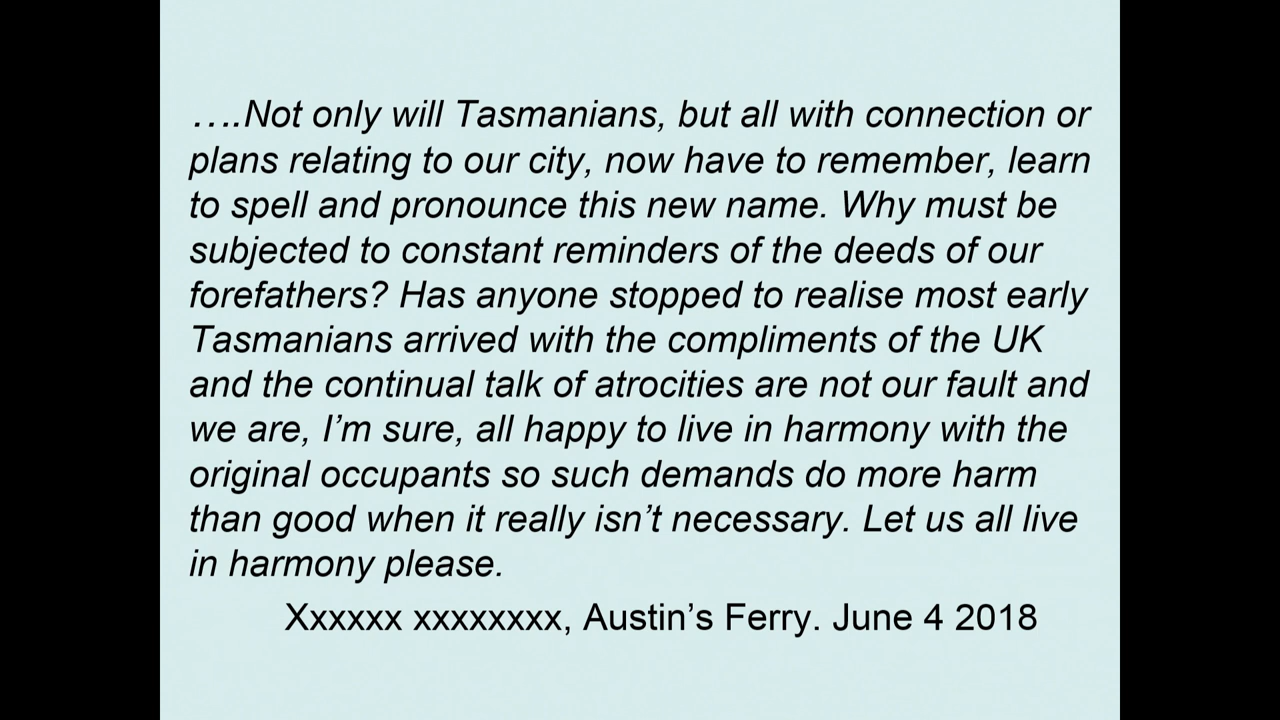 ….Not only will Tasmanians, but all with connection or
plans relating to our city, now have to remember, learn
to spell and pronounce this new name. Why must be
subjected to constant reminders of the deeds of our
forefathers? Has anyone stopped to realise most early
Tasmanians arrived with the compliments of the UK
and the continual talk of atrocities are not our fault and
we are, I’m sure, all happy to live in harmony with the
original occupants so such demands do more harm
than good when it really isn’t necessary. Let us all live
in harmony please.
Xxxxxx xxxxxxxx, Austin’s Ferry. June 4 2018